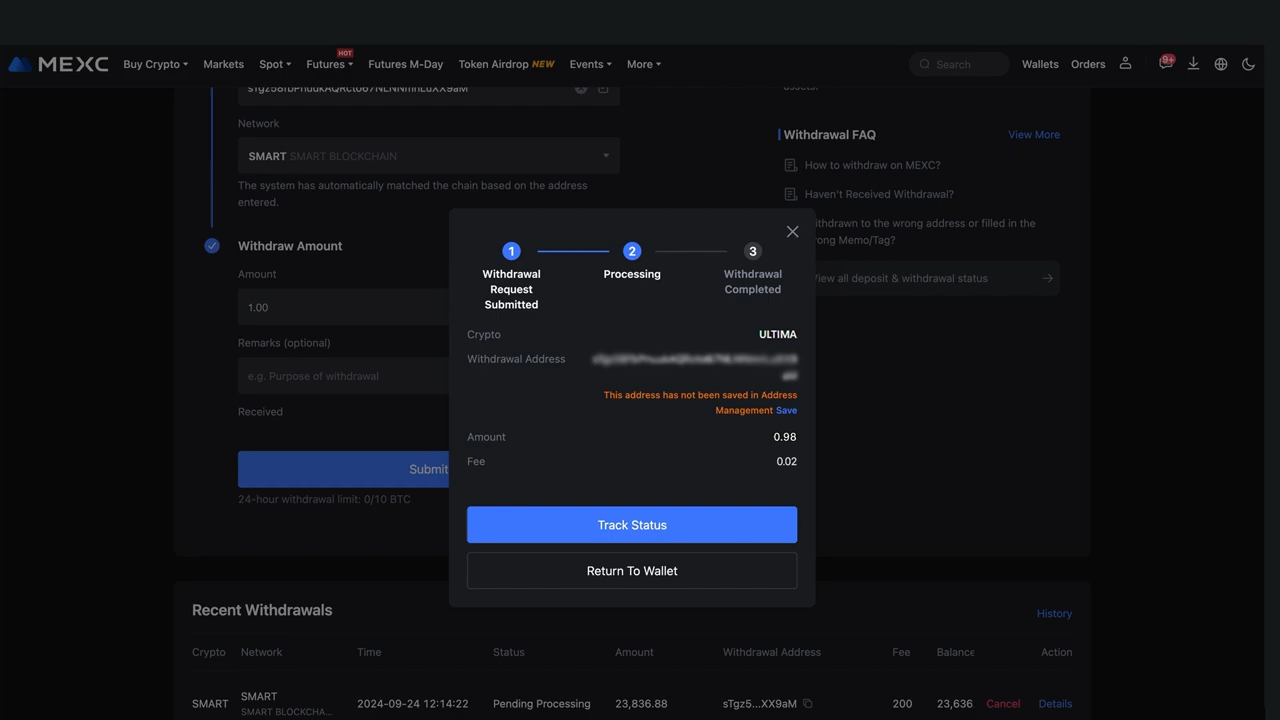 MEXC Buy Crypto Markets Spot Futures HOT Futures M-Day Token Airdrop NEW Events More Search Wallets Orders 9+
assets.
Network
SMART SMART BLOCKCHAIN
The system has automatically matched the chain based on the address
entered.
Withdraw Amount
Amount
1.00
Remarks (optional)
e.g. Purpose of withdrawal
Received
Submit
24-hour withdrawal limit: 0/10 BTC
Withdrawal FAQ View More
How to withdraw on MEXC?
Haven't Received Withdrawal?
ithdrawn to the wrong address or filled in the
rong Memo/Tag?
iew all deposit & withdrawal status
1 2 3
Withdrawal
Request
Submitted
Processing
Withdrawal
Completed
Crypto ULTIMA
Withdrawal Address
This address has not been saved in Address
Management Save
Amount 0.98
Fee 0.02
Track Status
Return To Wallet
Recent Withdrawals History
Crypto Network Time Status Amount Withdrawal Address Fee Balance Action
SMART SMART 2024-09-24 12:14:22 Pending Processing 23,836.88 sTgz5...XX9aM 200 23,636 Cancel Details
SMART BLOCKCHA...